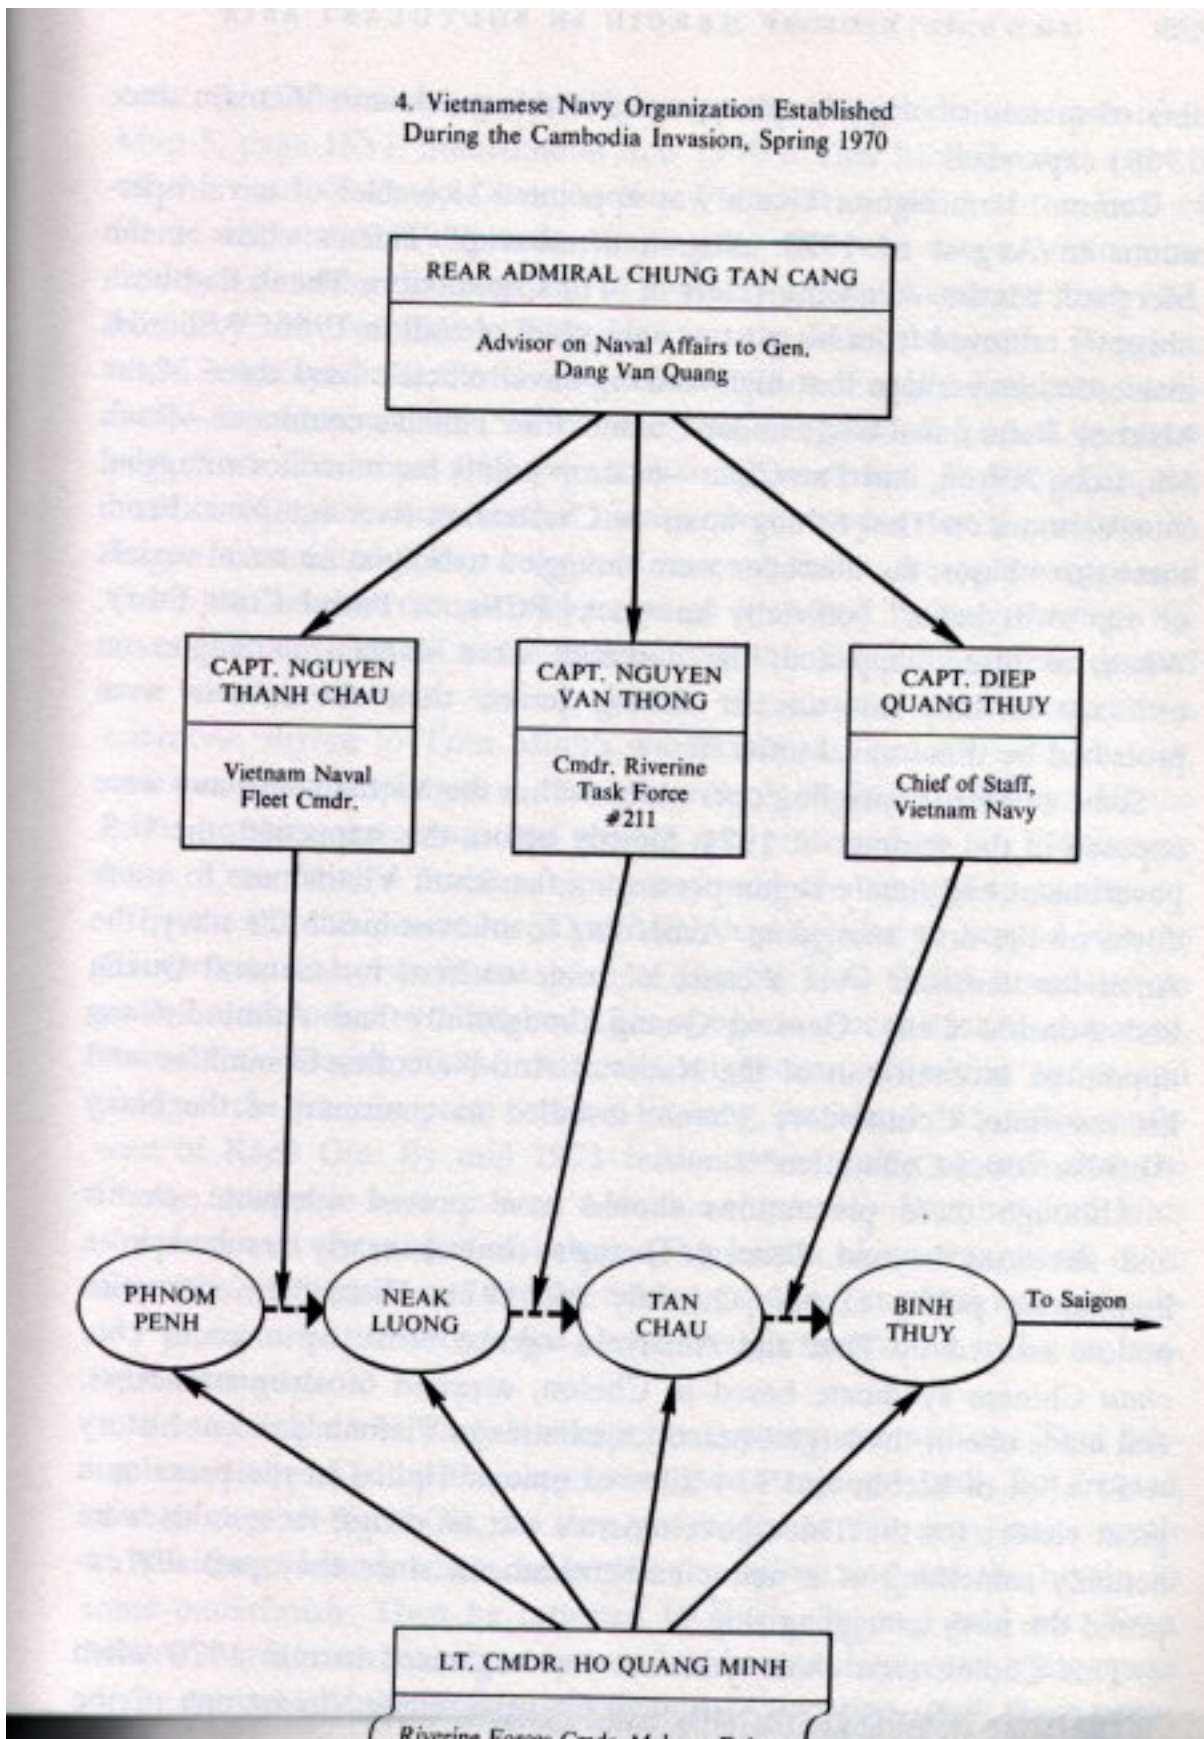 4. Vietnamese Navy Organization Established
During the Cambodia Invasion, Spring 1970
REAR ADMIRAL CHUNG TAN CANG
Advisor on Naval Affairs to Gen.
Dang Van Quang
CAPT. NGUYEN
THANH CHAU
Vietnam Naval
Fleet Cmdr.
CAPT. NGUYEN
VAN THONG
Cmdr. Riverine
Task Force
#211
CAPT. DIEP
QUANG THUY
Chief of Staff,
Vietnam Navy
PHNOM
PENH
NEAK
LUONG
TAN
CHAU
BINH
THUY
To Saigon
LT. CMDR. HO QUANG MINH
Riverine Forces Cmdr.